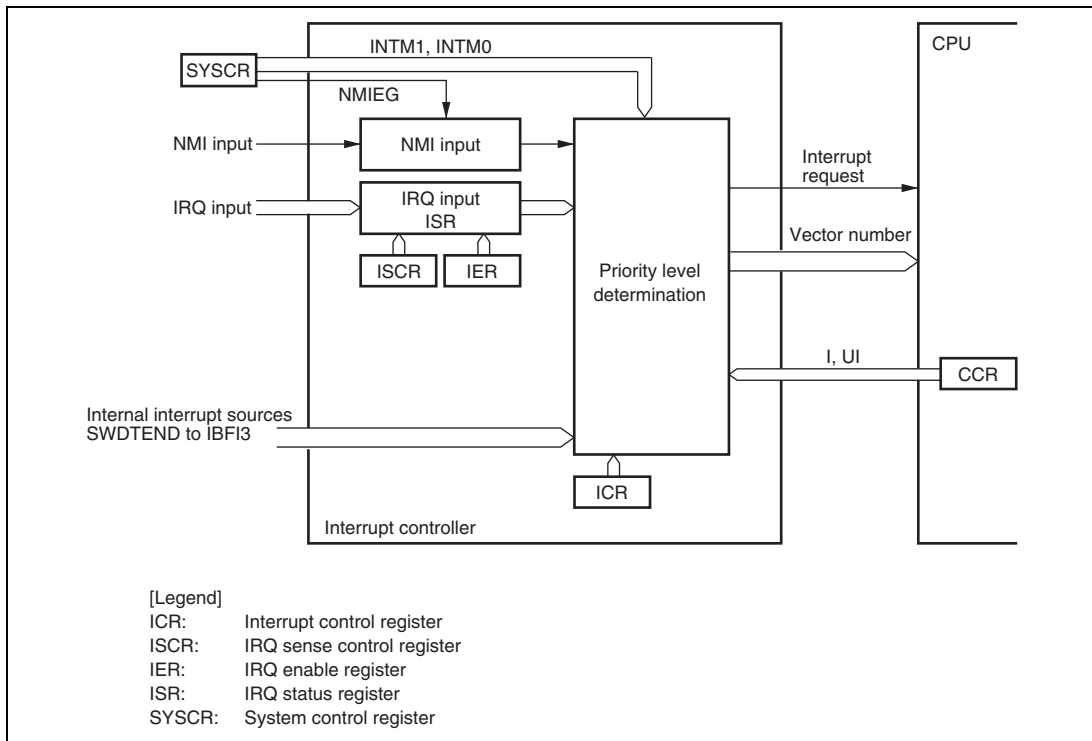 INTM1, INTM0
CPU
SYSCR
NMIEG
NMI input
NMI input
Interrupt
request
IRQ input
IRQ input
ISR
Vector number
ISCR
IER
Priority level
determination
I, UI
CCR
Internal interrupt sources
SWDTEND to IBFI3
ICR
Interrupt controller
[Legend]
ICR: Interrupt control register
ISCR: IRQ sense control register
IER: IRQ enable register
ISR: IRQ status register
SYSCR: System control register